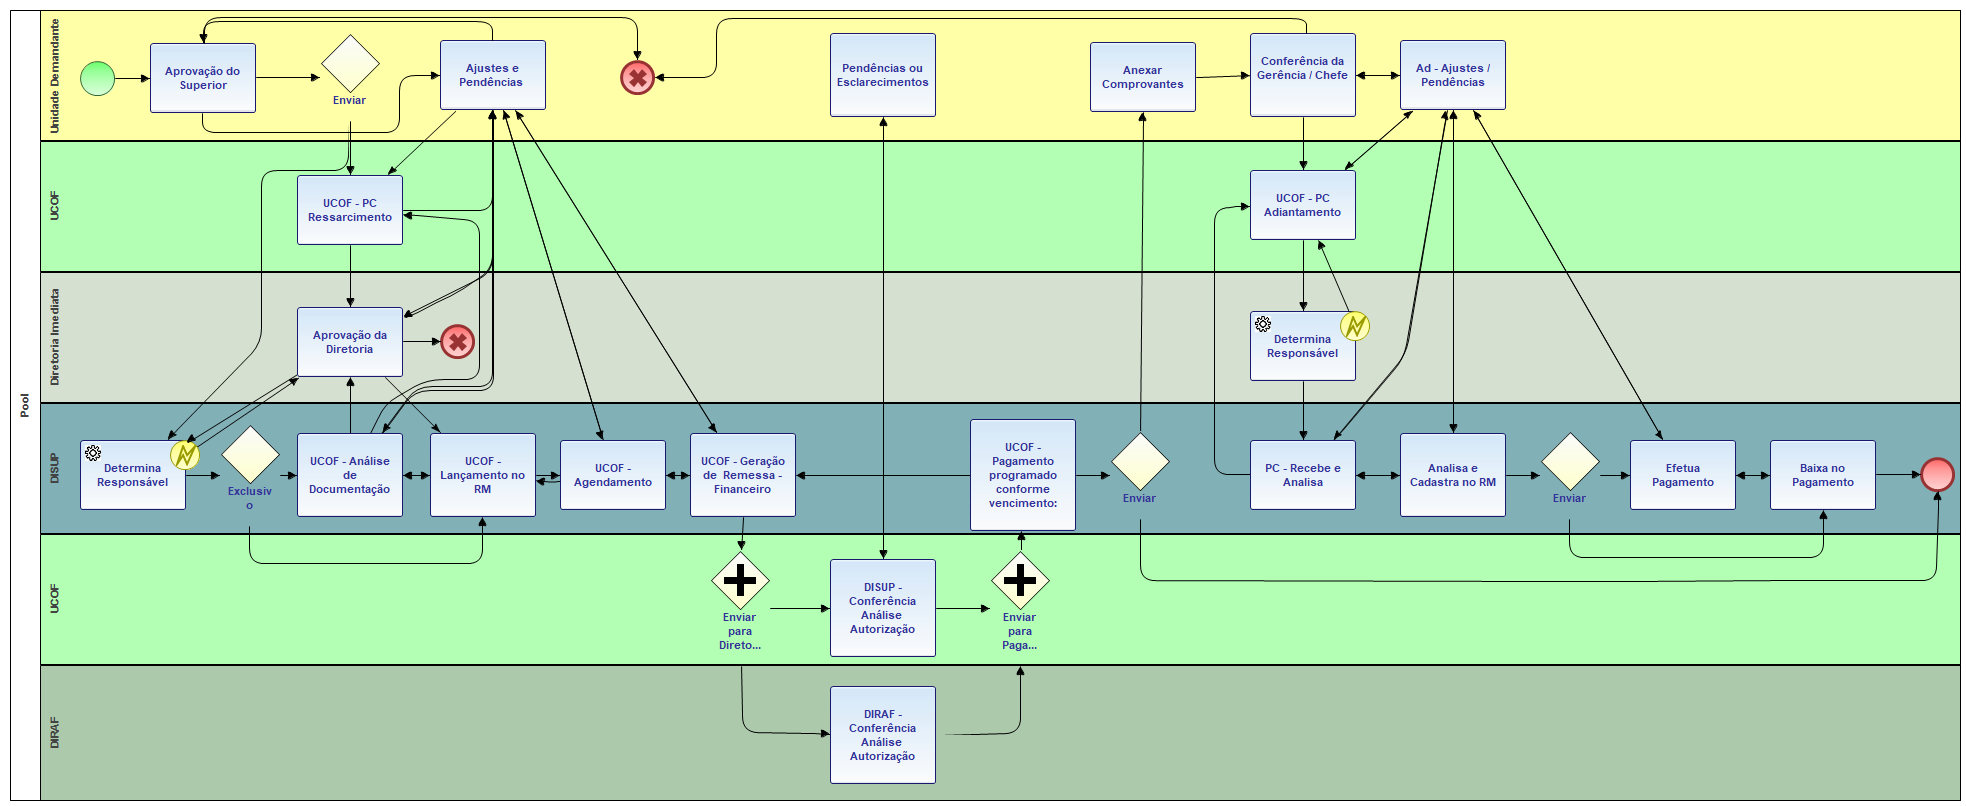 Pool
Unidade Demandante
Aprovação do
Superior
Enviar
Ajustes e
Pendências
Pendências ou
Esclarecimentos
Anexar
Comprovantes
Conferência da
Gerência / Chefe
Ad - Ajustes /
Pendências
UCOF
UCOF - PC
Ressarcimento
UCOF - PC
Adiantamento
Diretoria Imediata
Aprovação da
Diretoria
Determina
Responsável
DISUP
Determina
Responsável
Exclusiv
o
UCOF - Análise
de
Documentação
UCOF -
Lançamento no
RM
UCOF -
Agendamento
UCOF - Geração
de Remessa -
Financeiro
UCOF -
Pagamento
programado
conforme
vencimento:
Enviar
PC - Recebe e
Analisa
Analisa e
Cadastra no RM
Enviar
Efetua
Pagamento
Baixa no
Pagamento
UCOF
Enviar
para
Direto...
DISUP -
Conferência
Análise
Autorização
Enviar
para
Paga...
DIRAF
DIRAF -
Conferência
Análise
Autorização